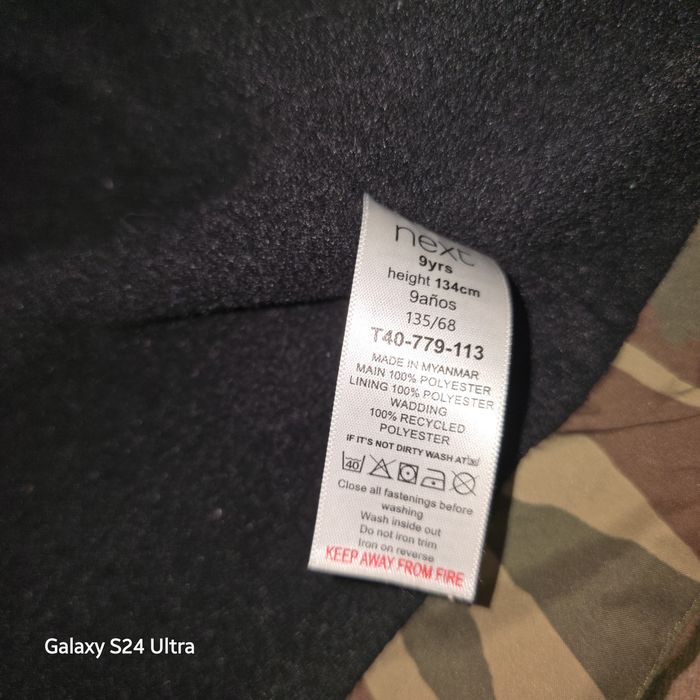 next
9yrs
height 134cm
9años
135/68
T40-779-113
MADE IN MYANMAR
MAIN 100% POLYESTER
LINING 100% POLYESTER
WADDING
100% RECYCLED
POLYESTER
IF IT'S NOT DIRTY WASH AT
40
Close all fastenings before
washing
Wash inside out
Do not iron trim
Iron on reverse
KEEP AWAY FROM FIRE
Galaxy S24 Ultra